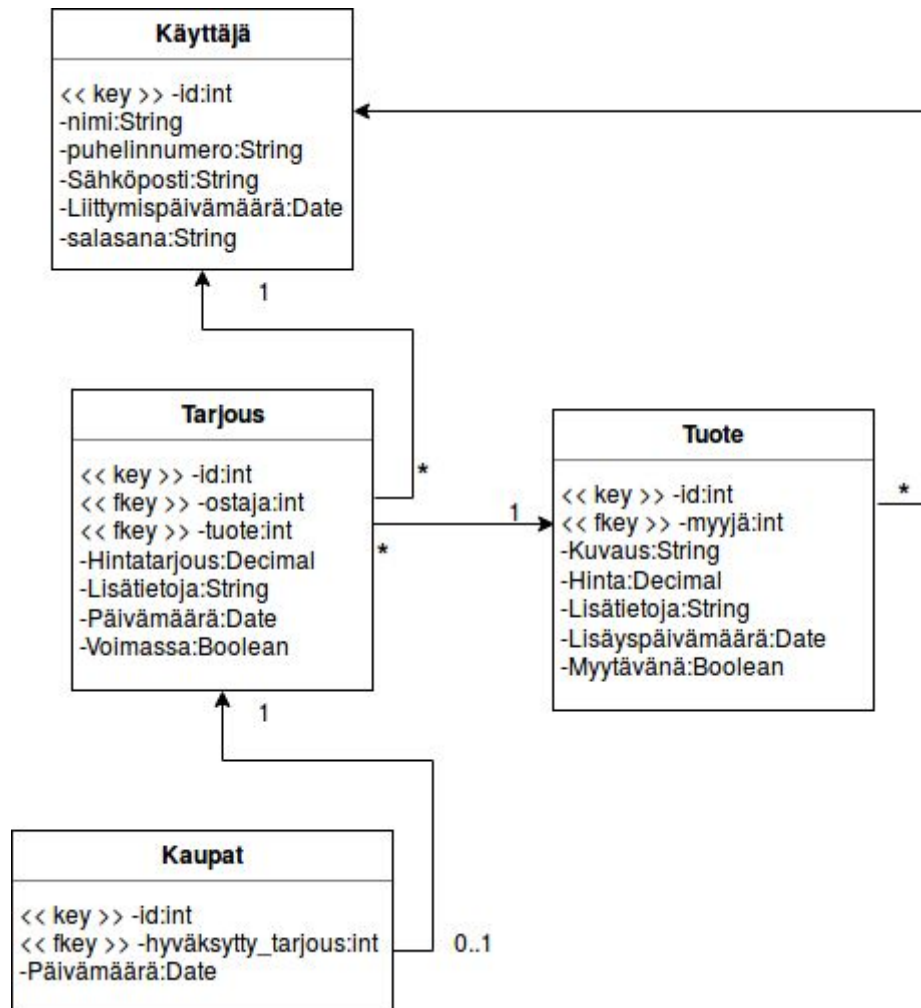 Käyttäjä
<< key >> -id:int
-nimi:String
-puhelinnumero:String
-Sähköposti:String
-Liittymispäivämäärä:Date
-salasana:String
1
Tarjous
<< key >> -id:int
<< fkey >> -ostaja:int
<< fkey >> -tuote:int
-Hintatarjous:Decimal
-Lisätietoja:String
-Päivämäärä:Date
-Voimassa:Boolean
*
*
1
Tuote
<< key >> -id:int
<< fkey >> -myyjä:int
-Kuvaus:String
-Hinta:Decimal
-Lisätietoja:String
-Lisäyspäivämäärä:Date
-Myytävänä:Boolean
*
1
Kaupat
<< key >> -id:int
<< fkey >> -hyväksytty_tarjous:int
-Päivämäärä:Date
0..1